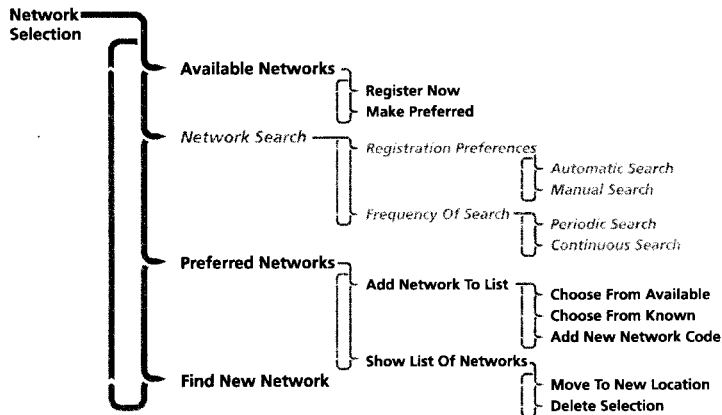 Network
Selection
Available Networks
Register Now
Make Preferred
Network Search
Registration Preferences
Automatic Search
Manual Search
Frequency Of Search
Periodic Search
Continuous Search
Preferred Networks
Add Network To List
Choose From Available
Choose From Known
Add New Network Code
Show List Of Networks
Move To New Location
Delete Selection
Find New Network